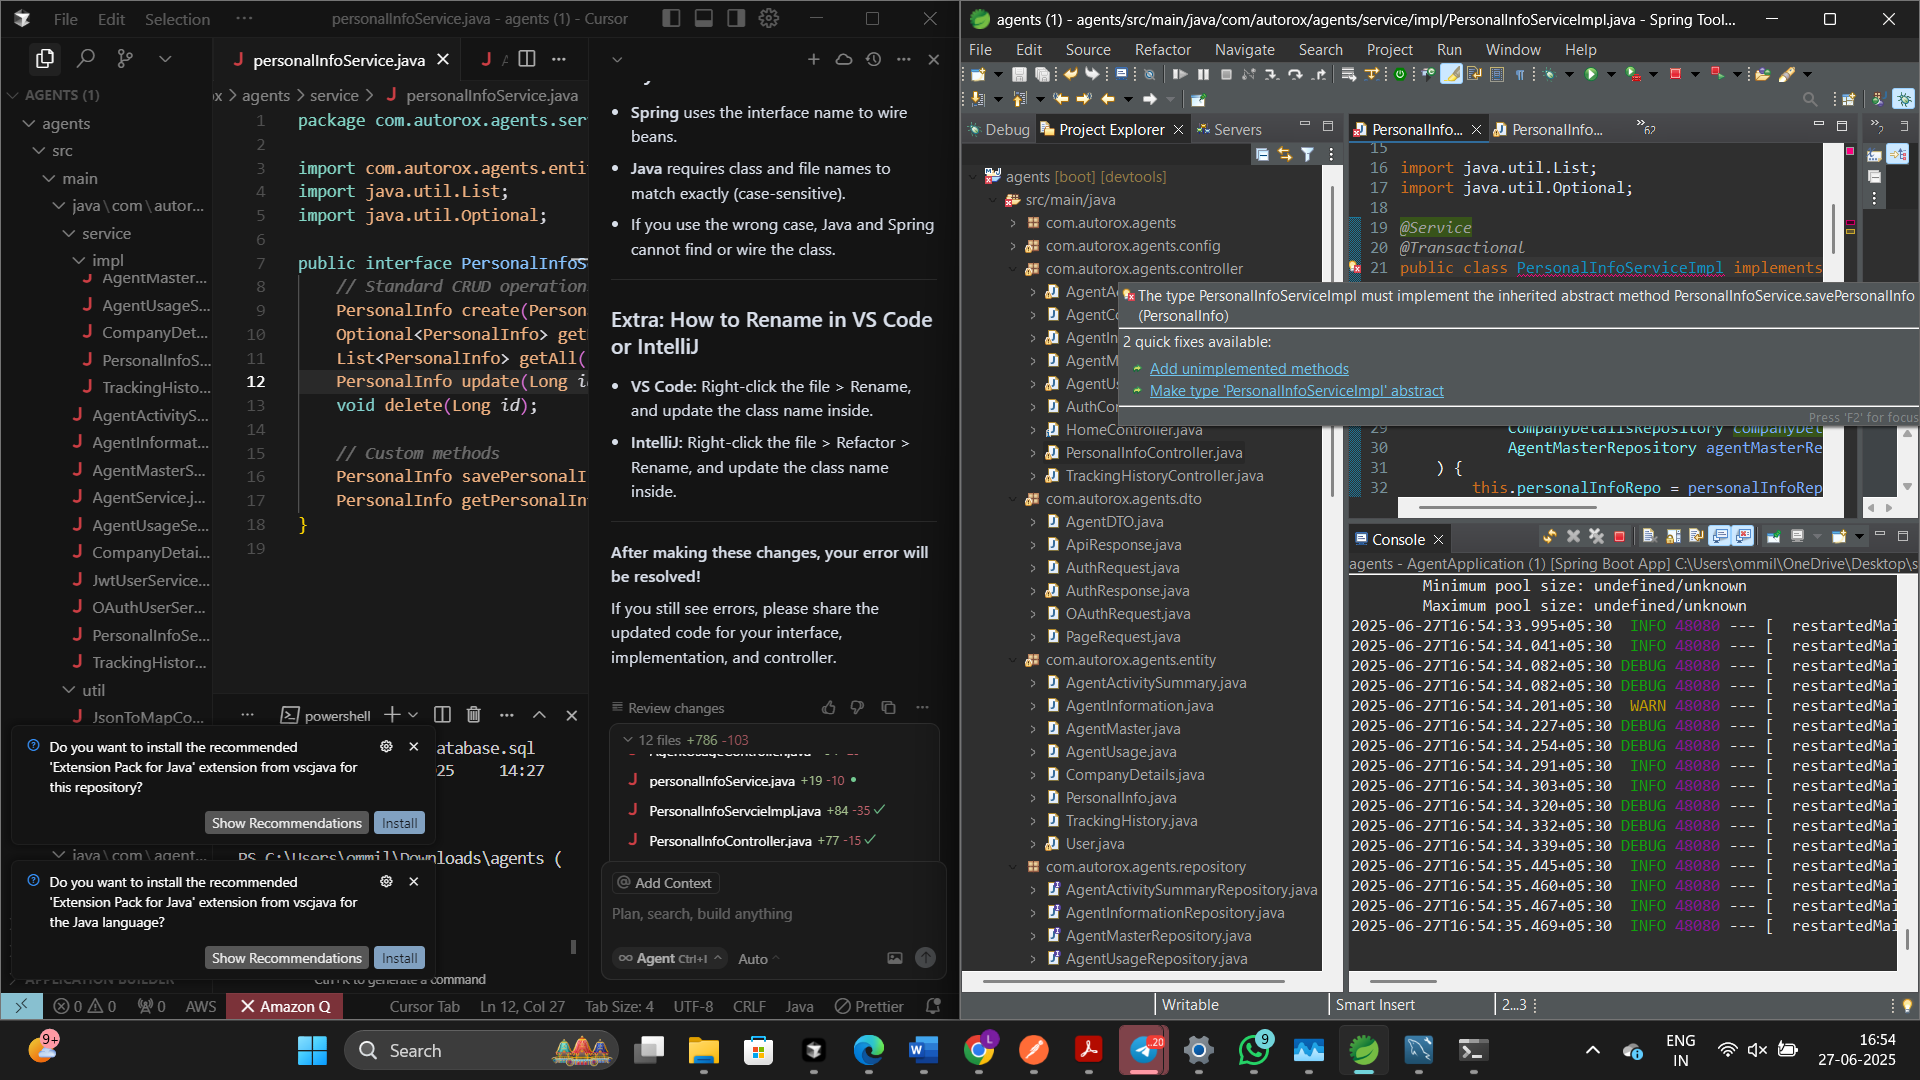 File Edit Selection ··· personalInfoService.java - agents (1) - Cursor
AGENTS (1)
agents
src
main
java\com\autor...
service
impl
AgentMaster...
AgentUsageS...
CompanyDet...
PersonalInfoS...
TrackingHisto...
AgentActivityS...
AgentInformat...
AgentMasterS...
AgentService.j...
AgentUsageSe...
CompanyDetai...
JwtUserService...
OAuthUserSer...
PersonalInfoSe...
TrackingHistor...
util
JsonToMapCo...
personalInfoService.java
agents > service > personalInfoService.java
1 package com.autorox.agents.ser
2
3 import com.autorox.agents.enti
4 import java.util.List;
5 import java.util.Optional;
6
7 public interface PersonalInfoS
8 // Standard CRUD operation
9 PersonalInfo create(Person
10 Optional<PersonalInfo> get
11 List<PersonalInfo> getAll(
12 PersonalInfo update(Long i
13 void delete(Long id);
14
15 // Custom methods
16 PersonalInfo savePersonalI
17 PersonalInfo getPersonalIn
18 }
19
powershell
atabase.sql
25 14:27
PS C:\Users\ommil\Downloads\agents (
Do you want to install the recommended
'Extension Pack for Java' extension from vscjava for
this repository?
Show Recommendations Install
java\com\agent...
Do you want to install the recommended
'Extension Pack for Java' extension from vscjava for
the Java language?
Show Recommendations Install
APPLICATION BUILDER
Ctrl+K to generate a command
• Spring uses the interface name to wire
beans.
• Java requires class and file names to
match exactly (case-sensitive).
• If you use the wrong case, Java and Spring
cannot find or wire the class.
Extra: How to Rename in VS Code
or IntelliJ
• VS Code: Right-click the file > Rename,
and update the class name inside.
• IntelliJ: Right-click the file > Refactor >
Rename, and update the class name
inside.
After making these changes, your error will
be resolved!
If you still see errors, please share the
updated code for your interface,
implementation, and controller.
Review changes
12 files +786 -103
AgentUsageController.java
personalInfoService.java +19 -10 •
PersonalInfoServcieImpl.java +84 -35
PersonalInfoController.java +77 -15
@ Add Context
Plan, search, build anything
∞ Agent Ctrl+I Auto
0 0 0 AWS Amazon Q Cursor Tab Ln 12, Col 27 Tab Size: 4 UTF-8 CRLF Java Prettier
agents (1) - agents/src/main/java/com/autorox/agents/service/impl/PersonalInfoServiceImpl.java - Spring Tool...
File Edit Source Refactor Navigate Search Project Run Window Help
Debug Project Explorer Servers
agents [boot] [devtools]
src/main/java
com.autorox.agents
com.autorox.agents.config
com.autorox.agents.controller
AgentAc
AgentCo
AgentIn
AgentM
AgentUs
AuthCon
HomeController.java
PersonalInfoController.java
TrackingHistoryController.java
com.autorox.agents.dto
AgentDTO.java
ApiResponse.java
AuthRequest.java
AuthResponse.java
OAuthRequest.java
PageRequest.java
com.autorox.agents.entity
AgentActivitySummary.java
AgentInformation.java
AgentMaster.java
AgentUsage.java
CompanyDetails.java
PersonalInfo.java
TrackingHistory.java
User.java
com.autorox.agents.repository
AgentActivitySummaryRepository.java
AgentInformationRepository.java
AgentMasterRepository.java
AgentUsageRepository.java
PersonalInfo... PersonalInfo... »62
15
16 import java.util.List;
17 import java.util.Optional;
18
19 @Service
20 @Transactional
21 public class PersonalInfoServiceImpl implements
The type PersonalInfoServiceImpl must implement the inherited abstract method PersonalInfoService.savePersonalInfo
(PersonalInfo)
2 quick fixes available:
Add unimplemented methods
Make type 'PersonalInfoServiceImpl' abstract
Press 'F2' for focus
29 CompanyDetailsRepository companyDet
30 AgentMasterRepository agentMasterRe
31 ) {
32 this.personalInfoRepo = personalInfoRep
Console
agents - AgentApplication (1) [Spring Boot App] C:\Users\ommil\OneDrive\Desktop\s
Minimum pool size: undefined/unknown
Maximum pool size: undefined/unknown
2025-06-27T16:54:33.995+05:30 INFO 48080 --- [ restartedMai
2025-06-27T16:54:34.041+05:30 INFO 48080 --- [ restartedMai
2025-06-27T16:54:34.082+05:30 DEBUG 48080 --- [ restartedMai
2025-06-27T16:54:34.082+05:30 DEBUG 48080 --- [ restartedMai
2025-06-27T16:54:34.201+05:30 WARN 48080 --- [ restartedMai
2025-06-27T16:54:34.227+05:30 DEBUG 48080 --- [ restartedMai
2025-06-27T16:54:34.254+05:30 DEBUG 48080 --- [ restartedMai
2025-06-27T16:54:34.291+05:30 INFO 48080 --- [ restartedMai
2025-06-27T16:54:34.303+05:30 INFO 48080 --- [ restartedMai
2025-06-27T16:54:34.320+05:30 DEBUG 48080 --- [ restartedMai
2025-06-27T16:54:34.332+05:30 DEBUG 48080 --- [ restartedMai
2025-06-27T16:54:34.339+05:30 DEBUG 48080 --- [ restartedMai
2025-06-27T16:54:35.445+05:30 INFO 48080 --- [ restartedMai
2025-06-27T16:54:35.460+05:30 INFO 48080 --- [ restartedMai
2025-06-27T16:54:35.467+05:30 INFO 48080 --- [ restartedMai
2025-06-27T16:54:35.469+05:30 INFO 48080 --- [ restartedMai
Writable Smart Insert 2...3
9+ Search L ..20 9 ENG 16:54
IN 27-06-2025